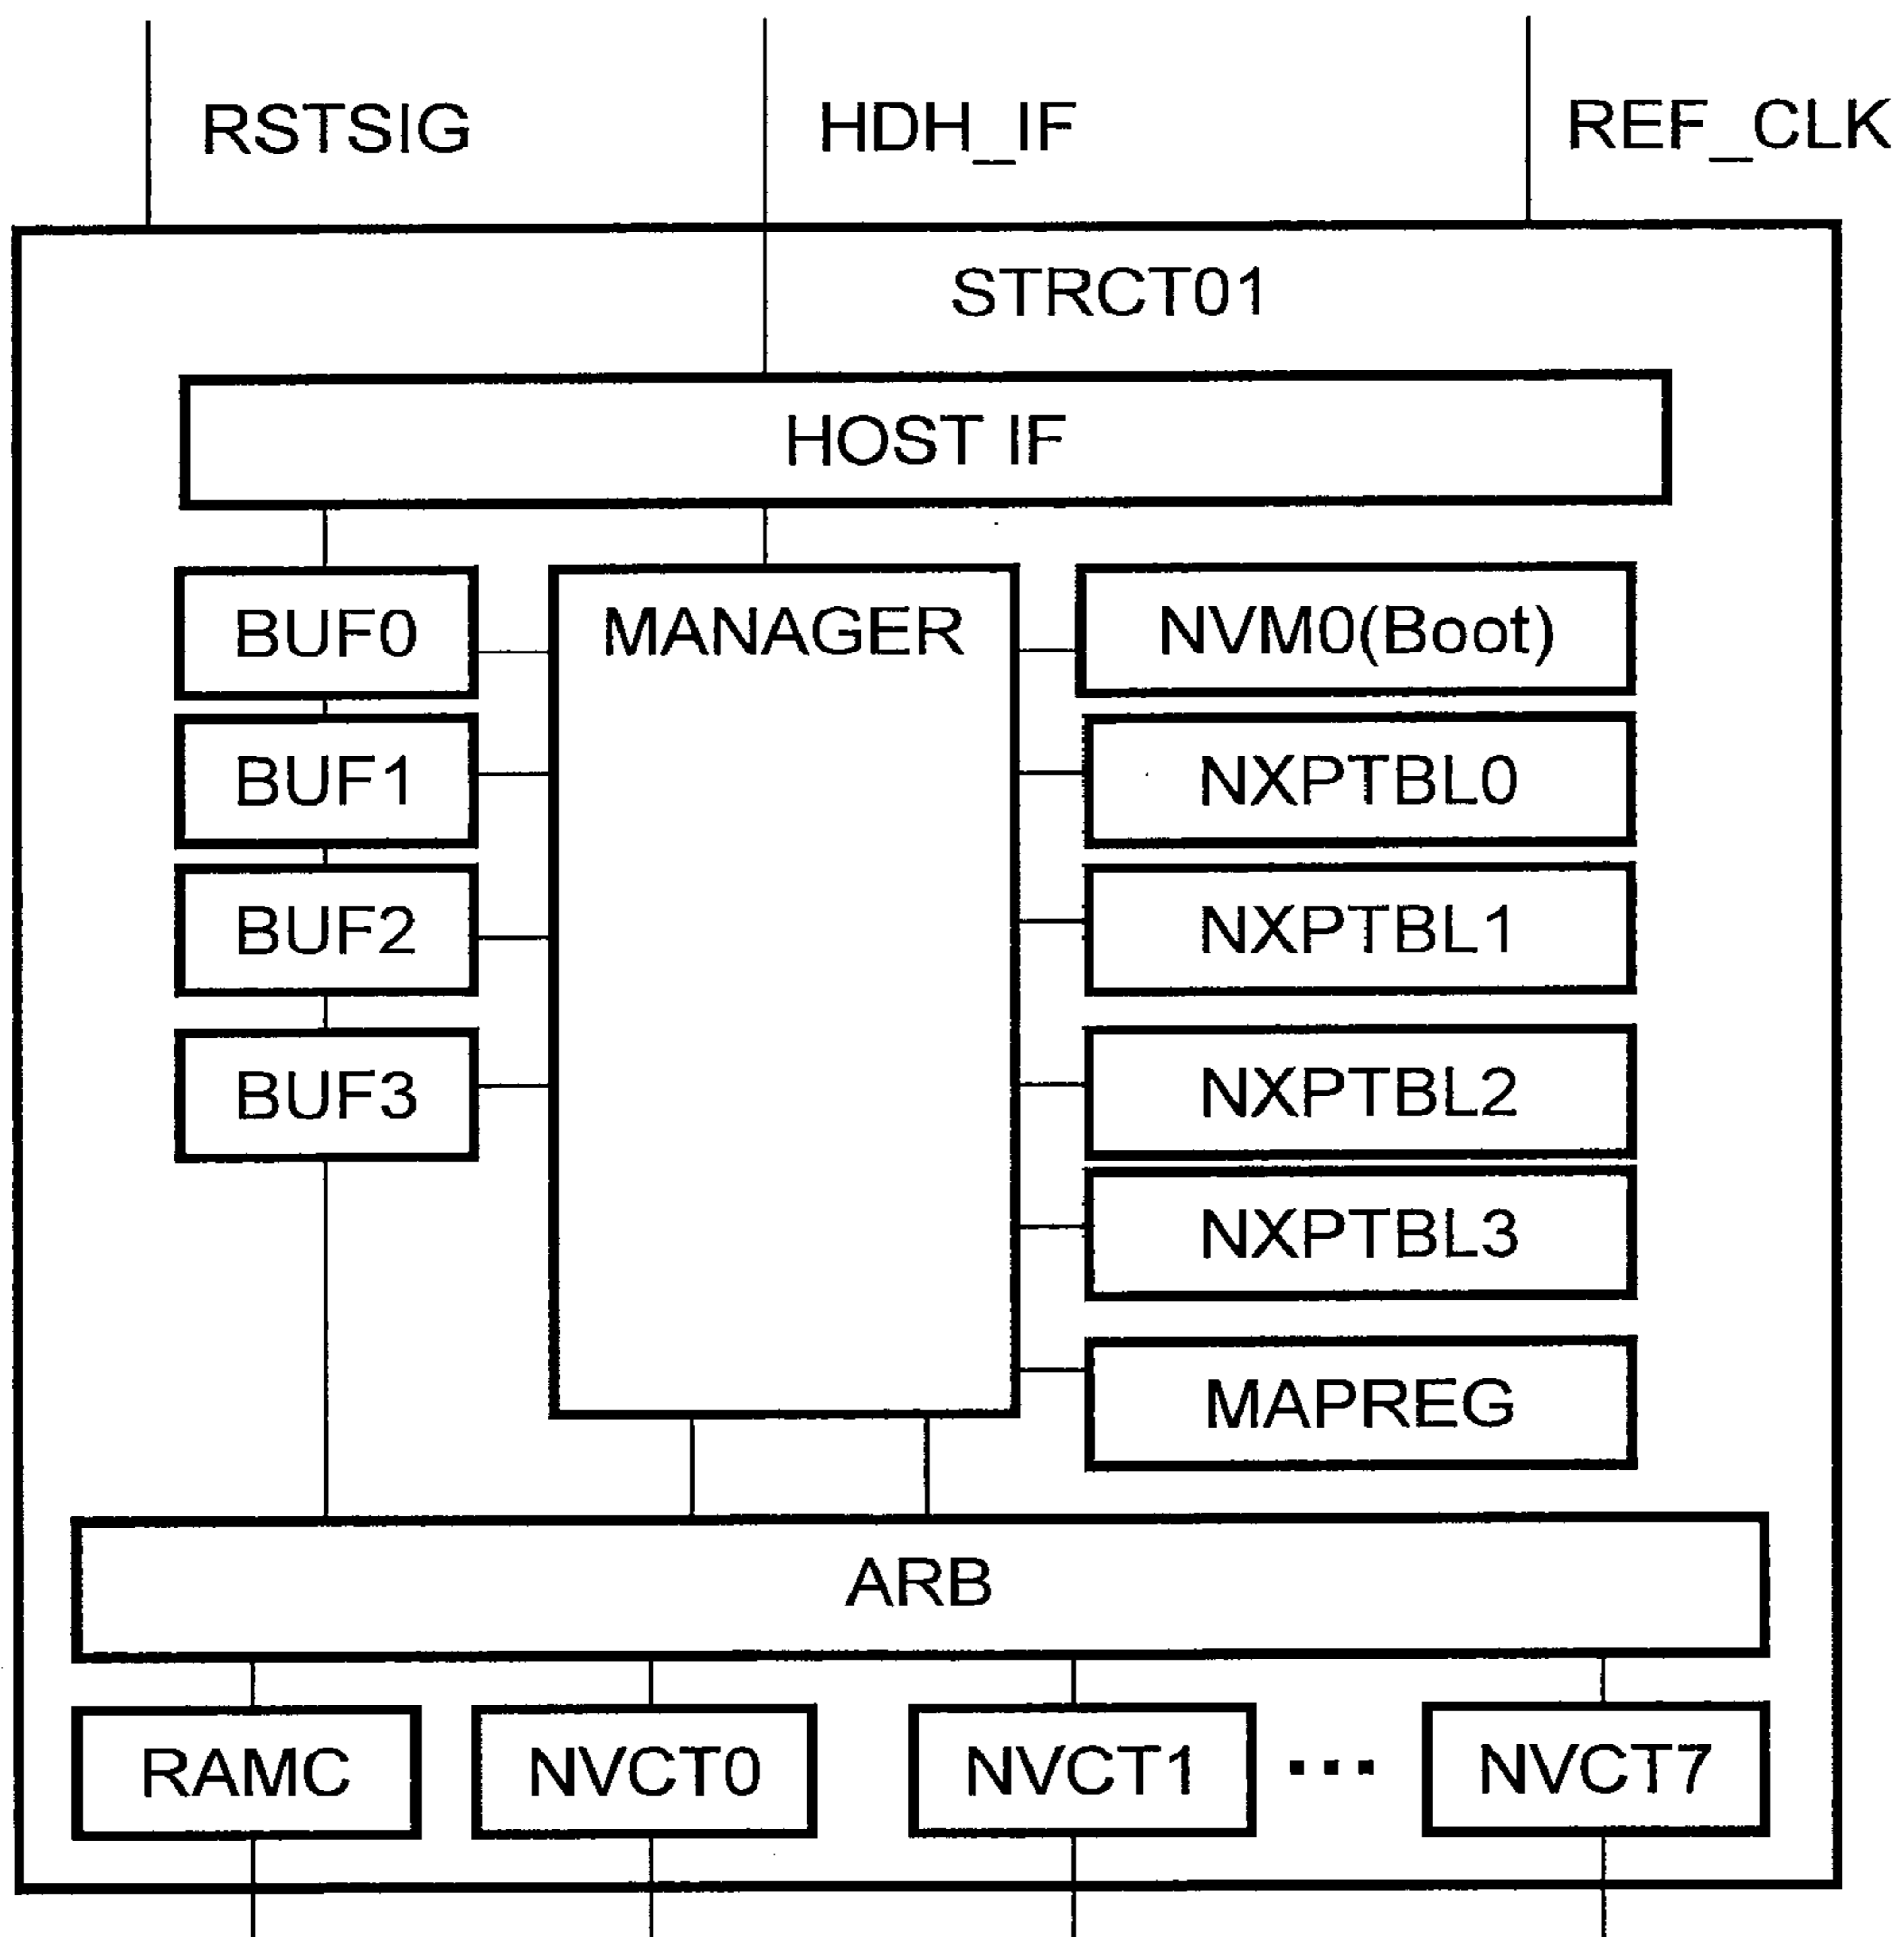 RSTSIG
HDH_IF
REF_CLK
STRCT01
HOST IF
BUF0
MANAGER
NVM0(Boot)
BUF1
NXPTBL0
BUF2
NXPTBL1
BUF3
NXPTBL2
NXPTBL3
MAPREG
ARB
RAMC
NVCT0
NVCT1
...
NVCT7